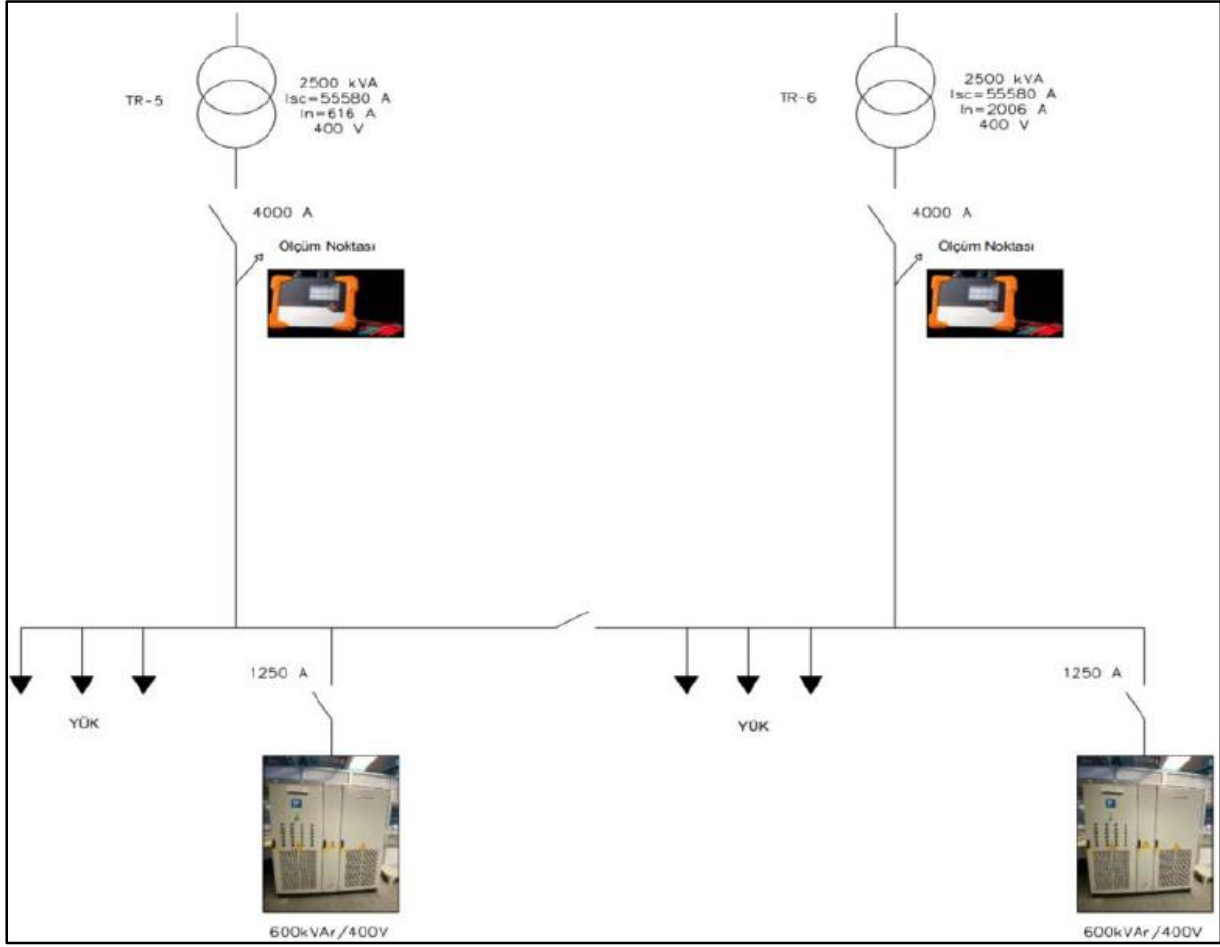 TR-5
2500 kVA
Isc=55580 A
In=616 A
400 V
TR-6
2500 kVA
Isc=55580 A
In=2006 A
400 V
4000 A
Ölçüm Noktası
4000 A
Ölçüm Noktası
1250 A
YÜK
600kVAr/400V
1250 A
YÜK
600kVAr/400V